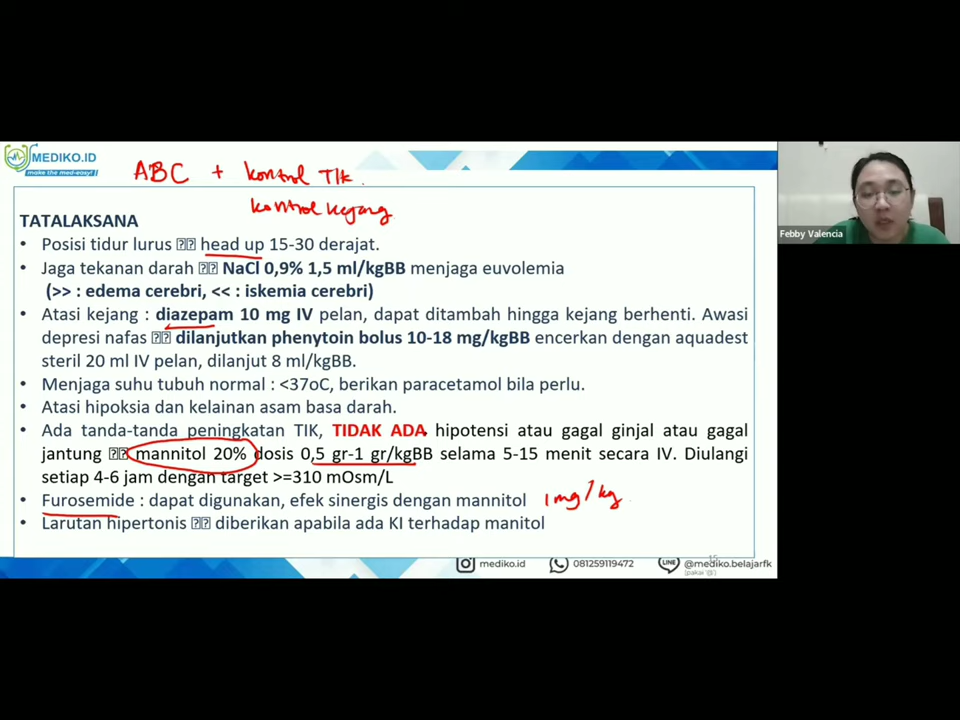 MEDIKO.ID
make the med-easy!
ABC + kontrol TIK.
kontrol kejang
Febby Valencia
TATALAKSANA
• Posisi tidur lurus head up 15-30 derajat.
• Jaga tekanan darah NaCl 0,9% 1,5 ml/kgBB menjaga euvolemia
(>> : edema cerebri, << : iskemia cerebri)
• Atasi kejang : diazepam 10 mg IV pelan, dapat ditambah hingga kejang berhenti. Awasi
depresi nafas dilanjutkan phenytoin bolus 10-18 mg/kgBB encerkan dengan aquadest
steril 20 ml IV pelan, dilanjut 8 ml/kgBB.
• Menjaga suhu tubuh normal : <37oC, berikan paracetamol bila perlu.
• Atasi hipoksia dan kelainan asam basa darah.
• Ada tanda-tanda peningkatan TIK, TIDAK ADA hipotensi atau gagal ginjal atau gagal
jantung mannitol 20% dosis 0,5 gr-1 gr/kgBB selama 5-15 menit secara IV. Diulangi
setiap 4-6 jam dengan target >=310 mOsm/L
• Furosemide : dapat digunakan, efek sinergis dengan mannitol 1mg/kg
• Larutan hipertonis diberikan apabila ada KI terhadap manitol
mediko.id 081259119472 LINE @mediko.belajarfk
(pakai '@')